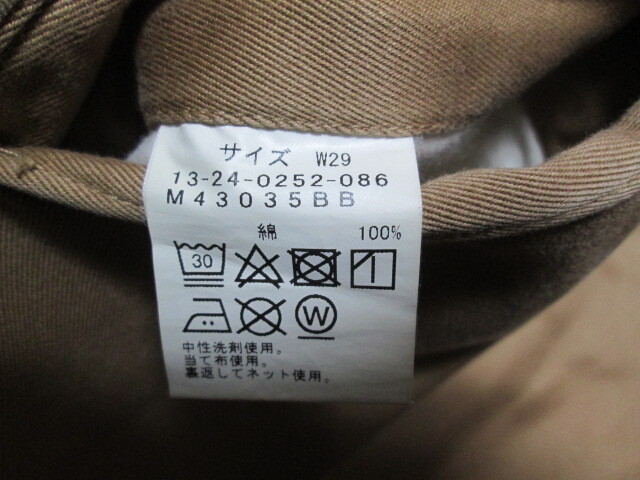 サイズ W29
13-24-0252-086
M43035BB
綿 100%
30
W
中性洗剤使用。
当て布使用。
裏返してネット使用。